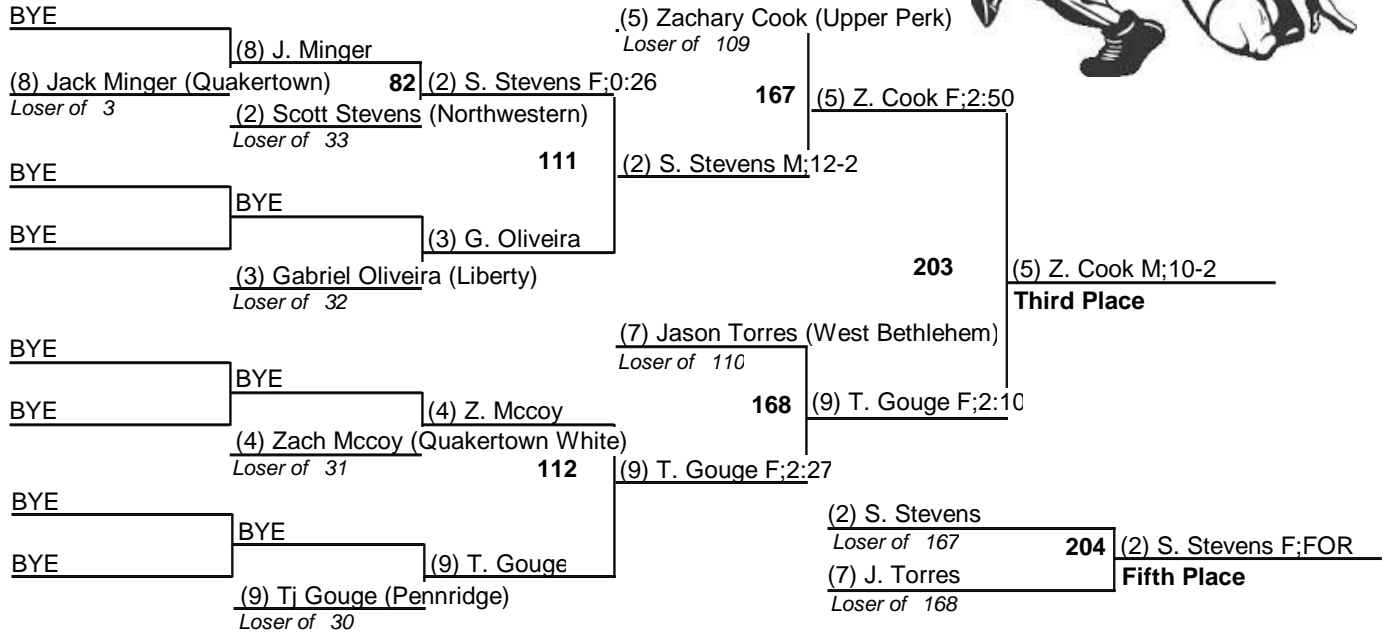 BYE
(5) Zachary Cook (Upper Perk)
Loser of 109
(8) J. Minger
(8) Jack Minger (Quakertown)
Loser of 3
82
(2) S. Stevens F;0:26
167
(5) Z. Cook F;2:50
(2) Scott Stevens (Northwestern)
Loser of 33
111
(2) S. Stevens M;12-2
BYE
BYE
BYE
(3) G. Oliveira
(3) Gabriel Oliveira (Liberty)
Loser of 32
203
(5) Z. Cook M;10-2
Third Place
(7) Jason Torres (West Bethlehem)
Loser of 110
BYE
BYE
BYE
(4) Z. Mccoy
168
(9) T. Gouge F;2:10
(4) Zach Mccoy (Quakertown White)
Loser of 31
112
(9) T. Gouge F;2:27
BYE
BYE
BYE
(9) T. Gouge
(9) Tj Gouge (Pennridge)
Loser of 30
(2) S. Stevens
Loser of 167
204
(2) S. Stevens F;FOR
(7) J. Torres
Fifth Place
Loser of 168